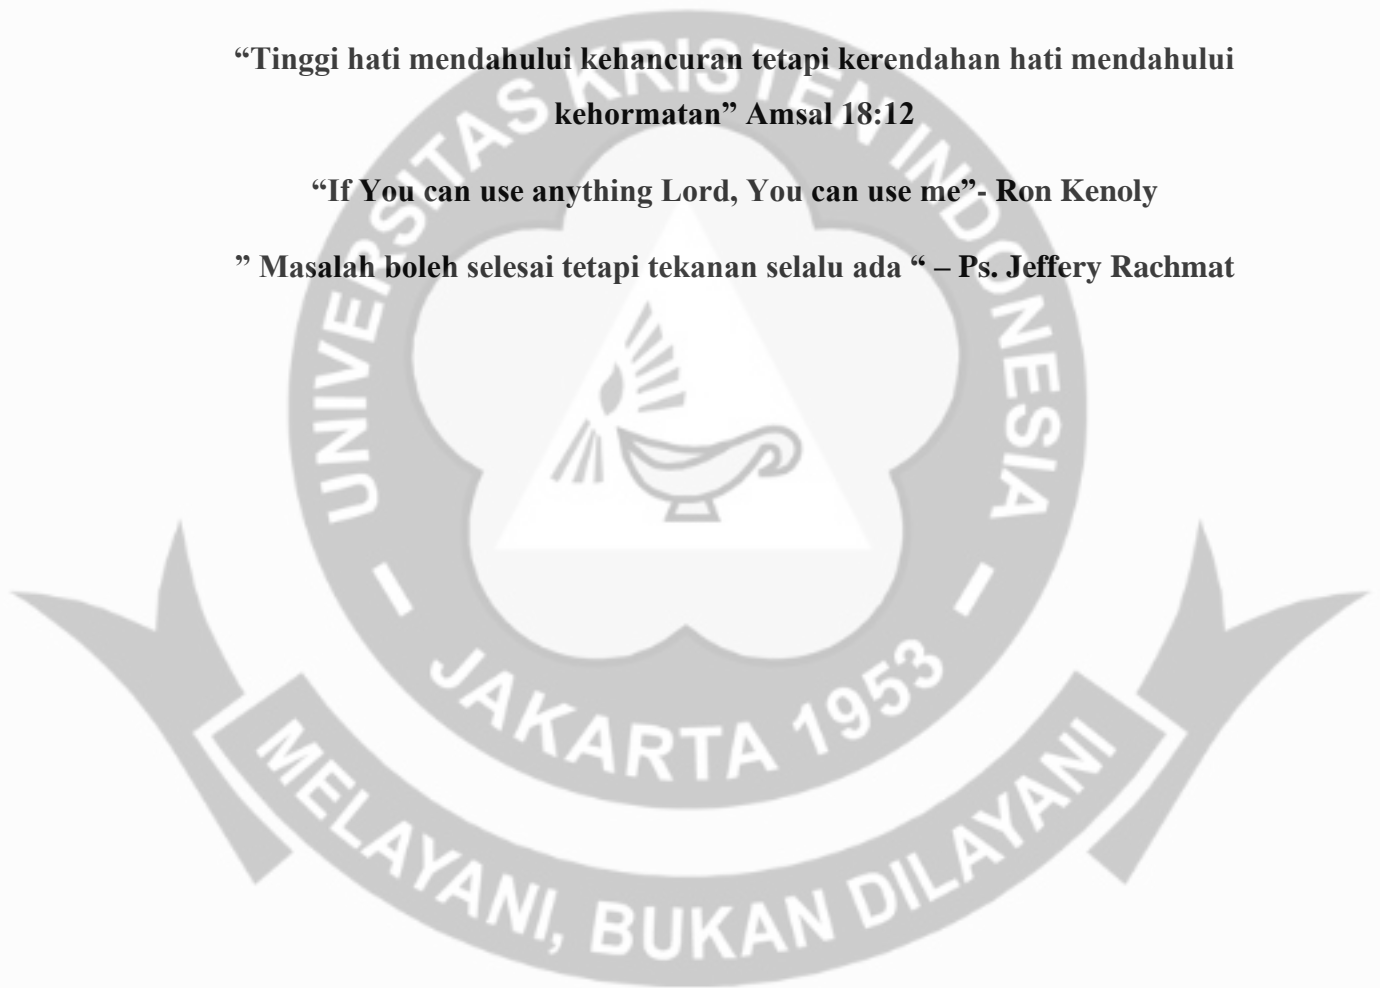 “Tinggi hati mendahului kehancuran tetapi kerendahan hati mendahului
kehormatan” Amsal 18:12
“If You can use anything Lord, You can use me”- Ron Kenoly
” Masalah boleh selesai tetapi tekanan selalu ada “ – Ps. Jeffery Rachmat
UNIVERSITAS KRISTEN INDONESIA
JAKARTA 1953
MELAYANI, BUKAN DILAYANI